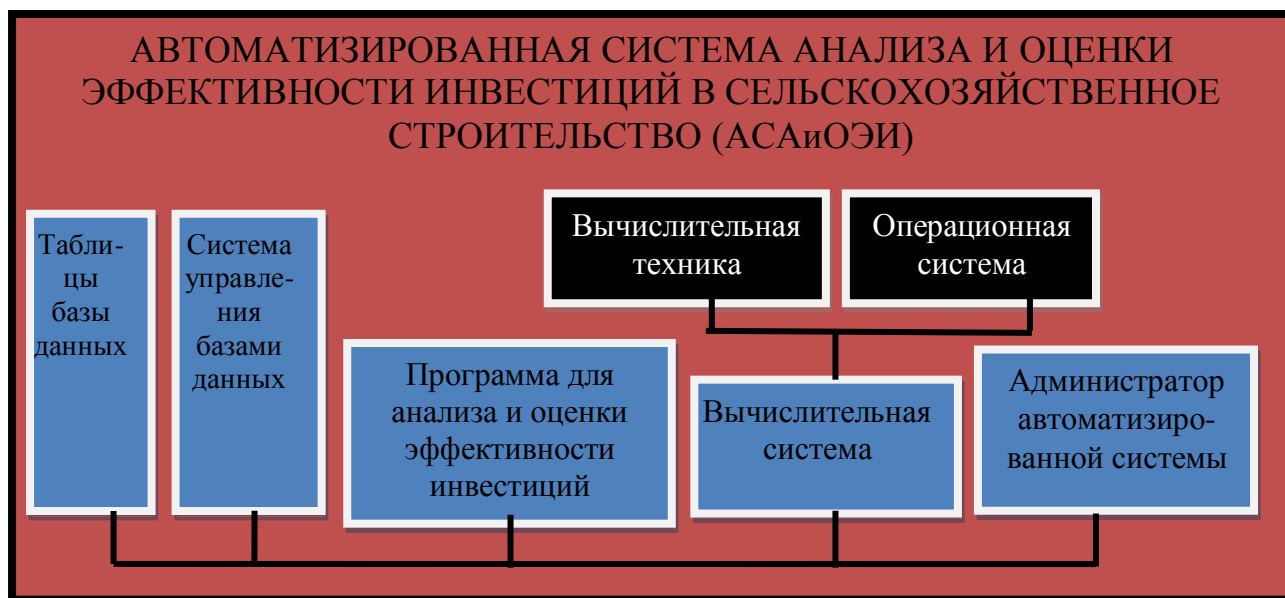 АВТОМАТИЗИРОВАННАЯ СИСТЕМА АНАЛИЗА И ОЦЕНКИ
ЭФФЕКТИВНОСТИ ИНВЕСТИЦИЙ В СЕЛЬСКОХОЗЯЙСТВЕННОЕ
СТРОИТЕЛЬСТВО (АСАиОЭИ)
Табли-
цы
базы
данных
Система
управле-
ния
базами
данных
Вычислительная
техника
Операционная
система
Программа для
анализа и оценки
эффективности
инвестиций
Вычислительная
система
Администратор
автоматизиро-
ванной системы